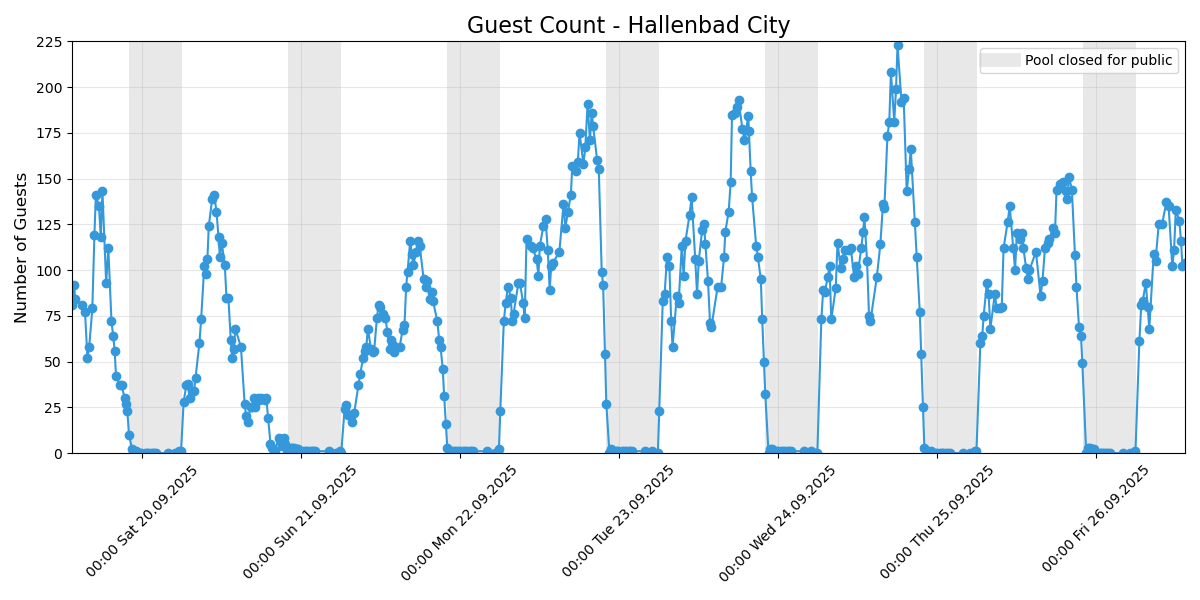 Guest Count - Hallenbad City
Pool closed for public
Number of Guests
225
200
175
150
125
100
75
50
25
0
00:00 Sat 20.09.2025
00:00 Sun 21.09.2025
00:00 Mon 22.09.2025
00:00 Tue 23.09.2025
00:00 Wed 24.09.2025
00:00 Thu 25.09.2025
00:00 Fri 26.09.2025